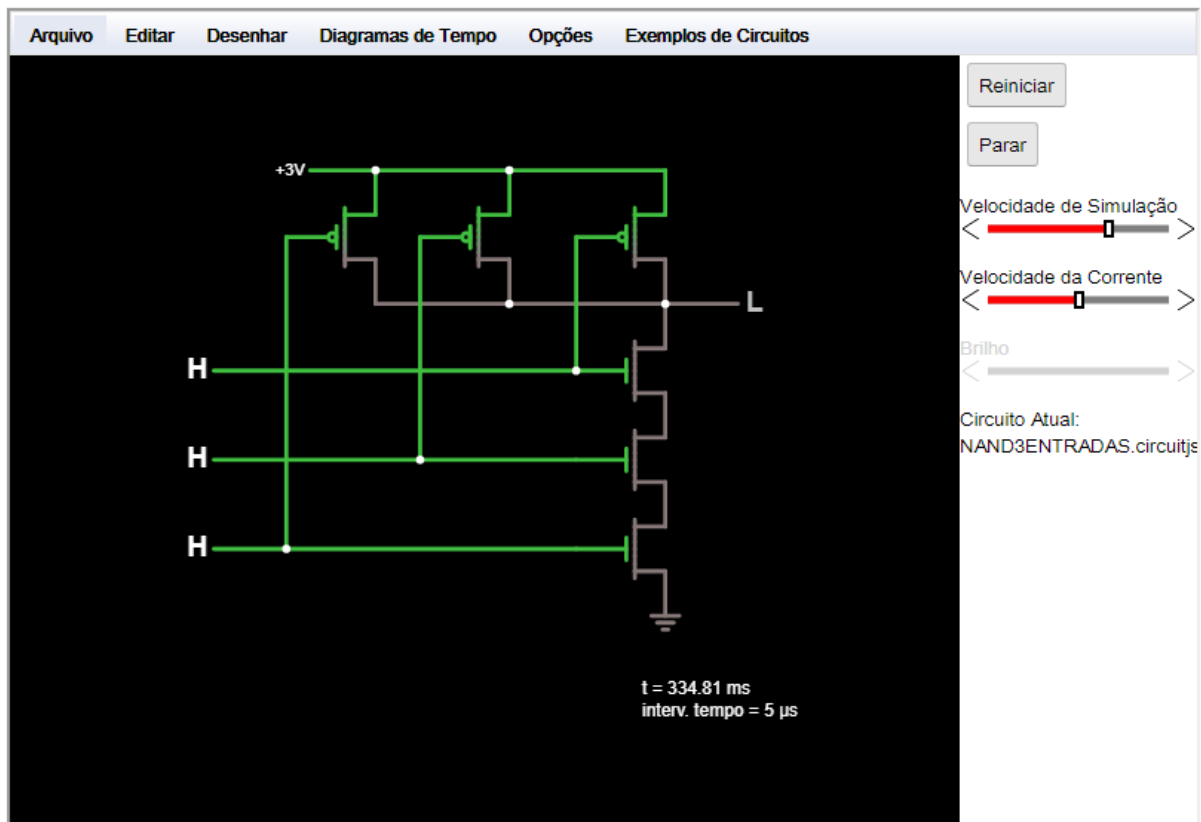 Arquivo Editar Desenhar Diagramas de Tempo Opções Exemplos de Circuitos
Reiniciar
Parar
Velocidade de Simulação
Velocidade da Corrente
Brilho
Circuito Atual:
NAND3ENTRADAS.circuitjs
+3V
L
H
H
H
t = 334.81 ms
interv. tempo = 5 µs